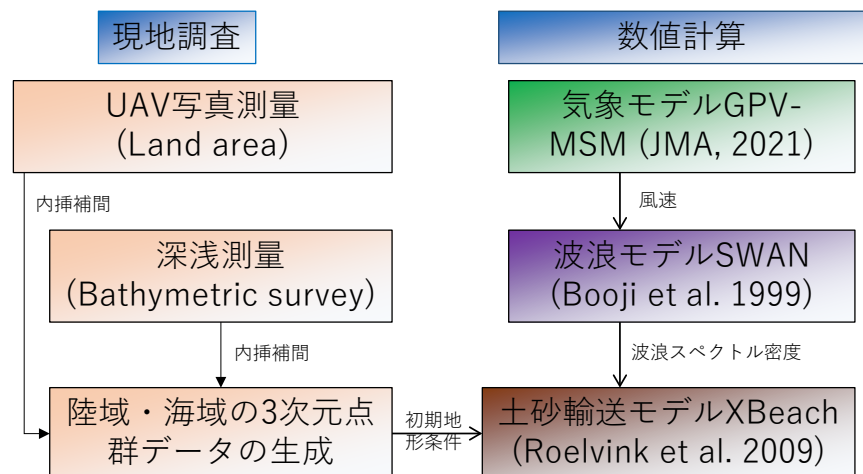 現地調査
数値計算
UAV写真測量
(Land area)
気象モデルGPV-
MSM (JMA, 2021)
内挿補間
風速
深浅測量
(Bathymetric survey)
波浪モデルSWAN
(Booji et al. 1999)
内挿補間
波浪スペクトル密度
陸域・海域の3次元点
群データの生成
初期地
形条件
土砂輸送モデルXBeach
(Roelvink et al. 2009)